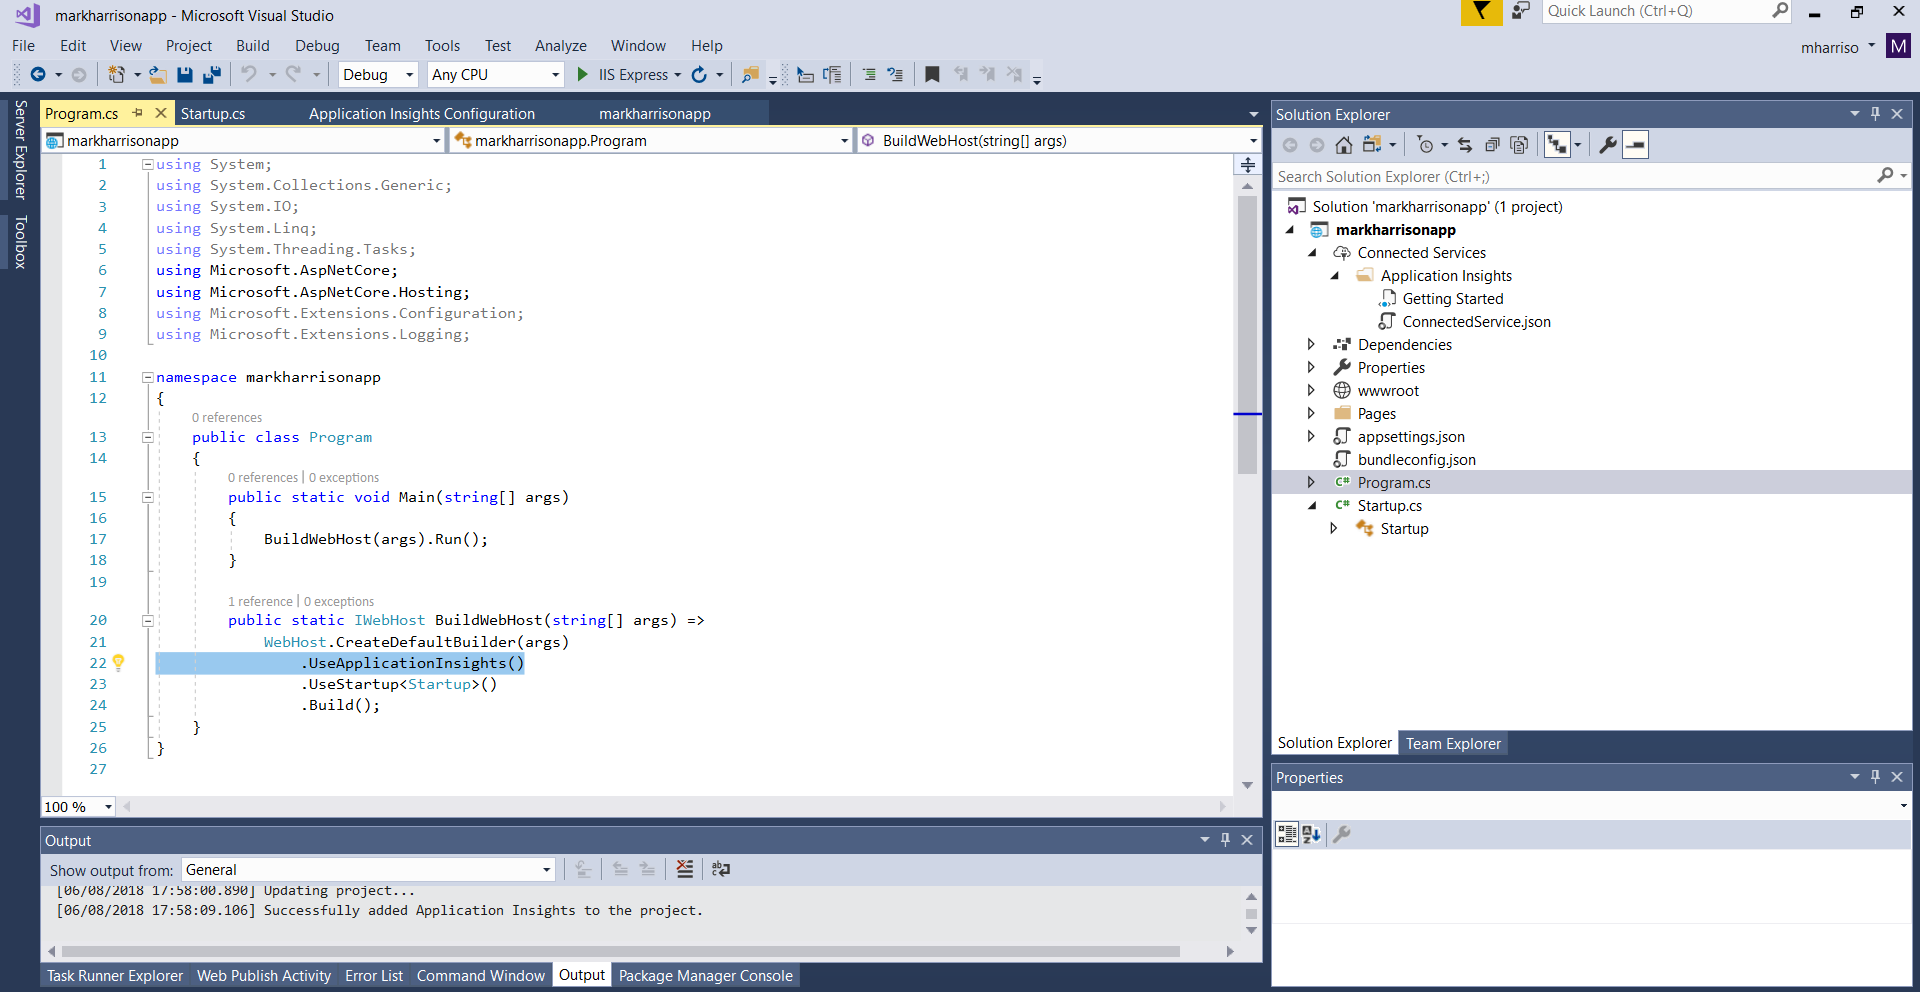 markharrisonapp - Microsoft Visual Studio
Quick Launch (Ctrl+Q)
File Edit View Project Build Debug Team Tools Test Analyze Window Help
mharriso M
Debug Any CPU IIS Express
Server Explorer
Toolbox
Program.cs Startup.cs Application Insights Configuration markharrisonapp
markharrisonapp markharrisonapp.Program BuildWebHost(string[] args)
1 using System;
2 using System.Collections.Generic;
3 using System.IO;
4 using System.Linq;
5 using System.Threading.Tasks;
6 using Microsoft.AspNetCore;
7 using Microsoft.AspNetCore.Hosting;
8 using Microsoft.Extensions.Configuration;
9 using Microsoft.Extensions.Logging;
10
11 namespace markharrisonapp
12 {
0 references
13 public class Program
14 {
0 references | 0 exceptions
15 public static void Main(string[] args)
16 {
17 BuildWebHost(args).Run();
18 }
19
1 reference | 0 exceptions
20 public static IWebHost BuildWebHost(string[] args) =>
21 WebHost.CreateDefaultBuilder(args)
22 .UseApplicationInsights()
23 .UseStartup<Startup>()
24 .Build();
25 }
26 }
27
100 %
Output
Show output from: General
[06/08/2018 17:58:00.890] Updating project...
[06/08/2018 17:58:09.106] Successfully added Application Insights to the project.
Task Runner Explorer Web Publish Activity Error List Command Window Output Package Manager Console
Solution Explorer
Search Solution Explorer (Ctrl+;)
Solution 'markharrisonapp' (1 project)
markharrisonapp
Connected Services
Application Insights
Getting Started
ConnectedService.json
Dependencies
Properties
wwwroot
Pages
appsettings.json
bundleconfig.json
C# Program.cs
C# Startup.cs
Startup
Solution Explorer Team Explorer
Properties